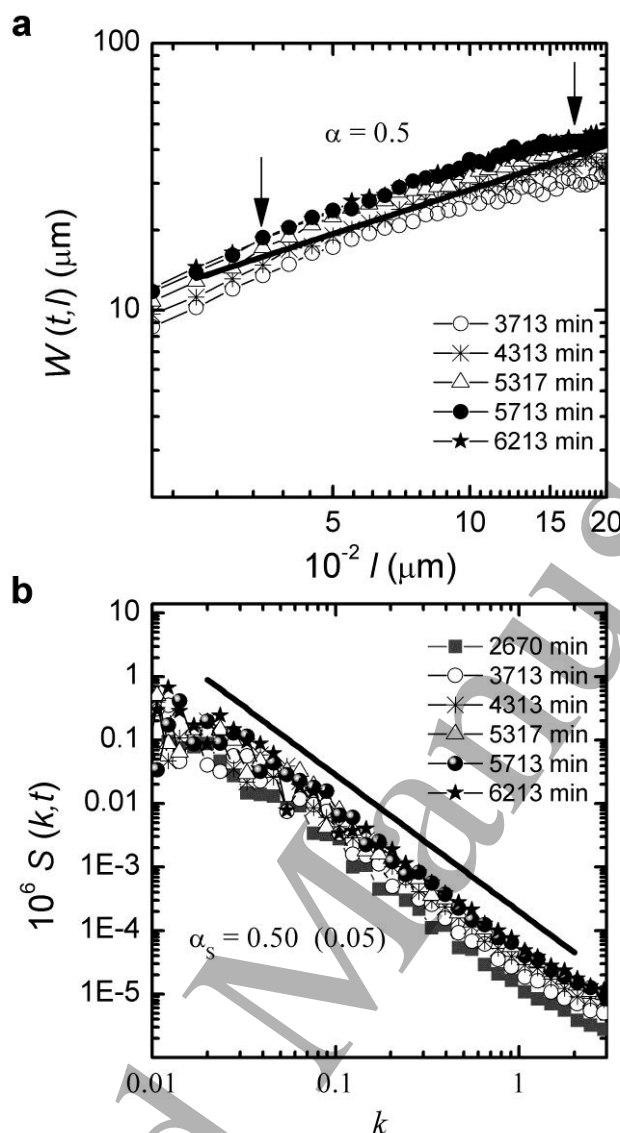 a
100
α = 0.5
W (t,l) (μm)
10
3713 min
4313 min
5317 min
5713 min
6213 min
5 10 15 20
10⁻² l (μm)
b
10
1
0.1
0.01
1E-3
1E-4
1E-5
10⁶ S (k,t)
2670 min
3713 min
4313 min
5317 min
5713 min
6213 min
αₛ = 0.50 (0.05)
0.01 0.1 1
k
d Manus